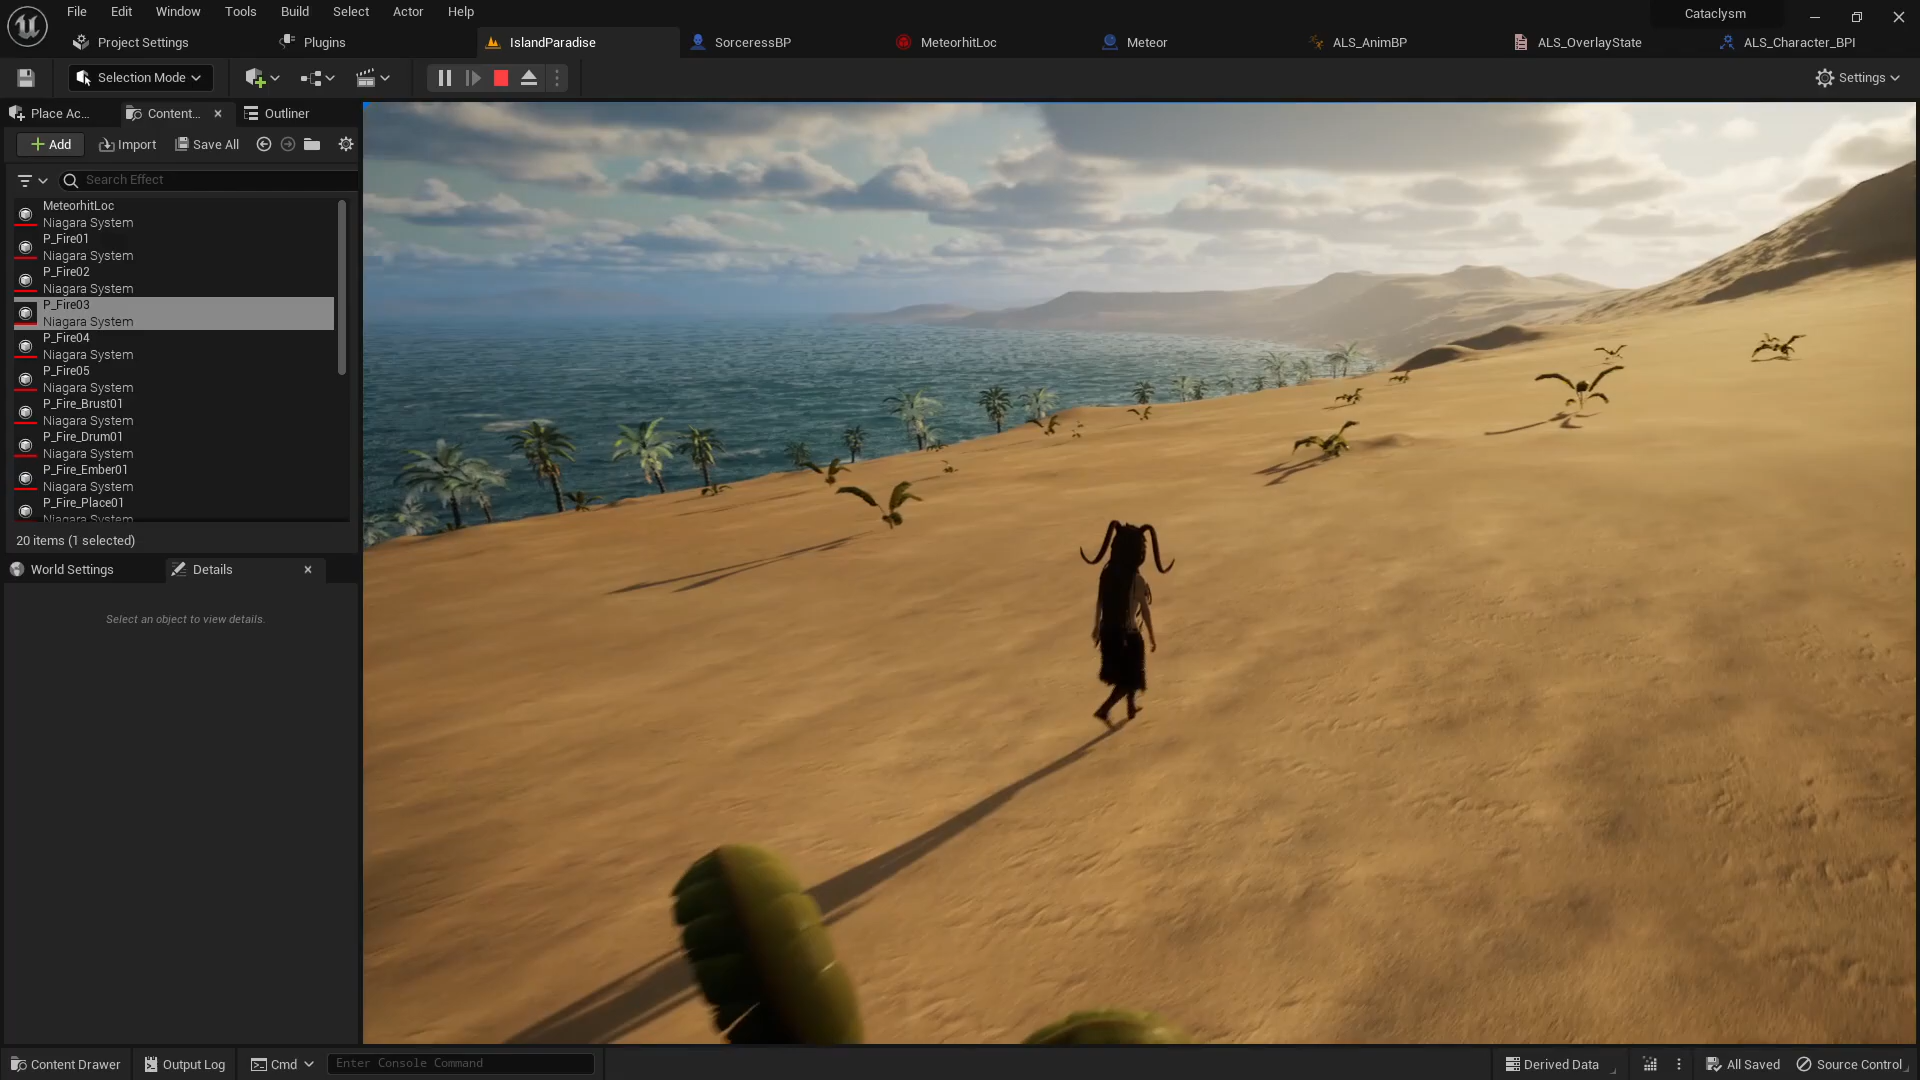 File Edit Window Tools Build Select Actor Help
Cataclysm
Project Settings
Plugins
IslandParadise
SorceressBP
MeteorhitLoc
Meteor
ALS_AnimBP
ALS_OverlayState
ALS_Character_BPI
Selection Mode
Settings
Place Ac...
Content...
Outliner
Add
Import
Save All
Search Effect
MeteorhitLoc
Niagara System
P_Fire01
Niagara System
P_Fire02
Niagara System
P_Fire03
Niagara System
P_Fire04
Niagara System
P_Fire05
Niagara System
P_Fire_Brust01
Niagara System
P_Fire_Drum01
Niagara System
P_Fire_Ember01
Niagara System
P_Fire_Place01
Niagara System
20 items (1 selected)
World Settings
Details
Select an object to view details.
Content Drawer
Output Log
Cmd
Enter Console Command
Derived Data
All Saved
Source Control